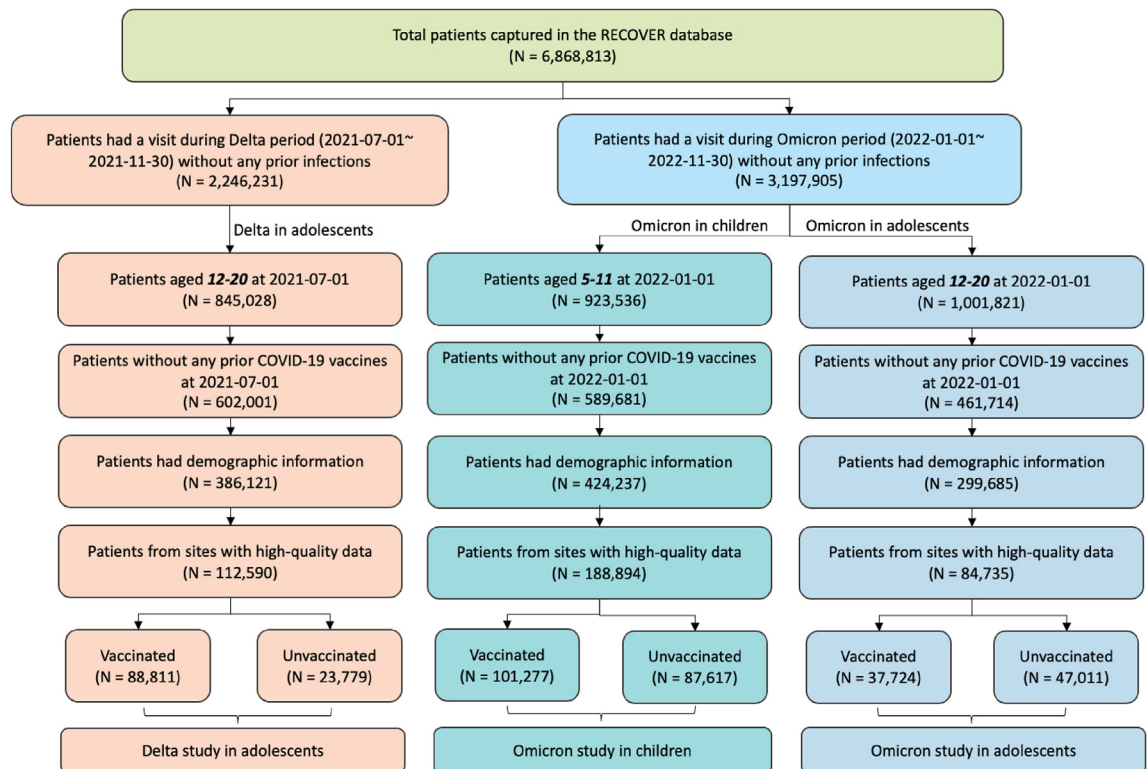 Total patients captured in the RECOVER database
(N = 6,868,813)
Patients had a visit during Delta period (2021-07-01~
2021-11-30) without any prior infections
(N = 2,246,231)
Patients had a visit during Omicron period (2022-01-01~
2022-11-30) without any prior infections
(N = 3,197,905)
Delta in adolescents
Omicron in children
Omicron in adolescents
Patients aged 12-20 at 2021-07-01
(N = 845,028)
Patients aged 5-11 at 2022-01-01
(N = 923,536)
Patients aged 12-20 at 2022-01-01
(N = 1,001,821)
Patients without any prior COVID-19 vaccines
at 2021-07-01
(N = 602,001)
Patients without any prior COVID-19 vaccines
at 2022-01-01
(N = 589,681)
Patients without any prior COVID-19 vaccines
at 2022-01-01
(N = 461,714)
Patients had demographic information
(N = 386,121)
Patients had demographic information
(N = 424,237)
Patients had demographic information
(N = 299,685)
Patients from sites with high-quality data
(N = 112,590)
Patients from sites with high-quality data
(N = 188,894)
Patients from sites with high-quality data
(N = 84,735)
Vaccinated
(N = 88,811)
Unvaccinated
(N = 23,779)
Vaccinated
(N = 101,277)
Unvaccinated
(N = 87,617)
Vaccinated
(N = 37,724)
Unvaccinated
(N = 47,011)
Delta study in adolescents
Omicron study in children
Omicron study in adolescents